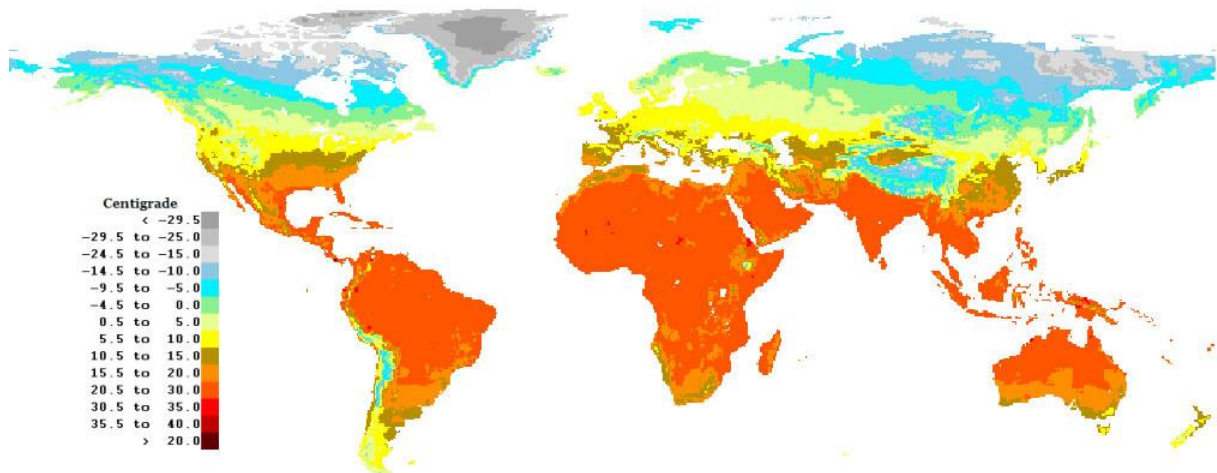 Centigrade
< -29.5
-29.5 to -25.0
-24.5 to -15.0
-14.5 to -10.0
-9.5 to -5.0
-4.5 to 0.0
0.5 to 5.0
5.5 to 10.0
10.5 to 15.0
15.5 to 20.0
20.5 to 30.0
30.5 to 35.0
35.5 to 40.0
> 20.0